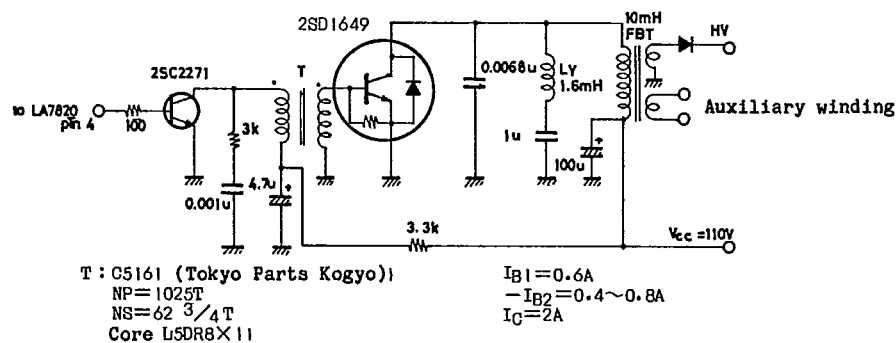 2SD1649
10mH
FBT
HV
2SC2271
T
0.0068u
LY
1.6mH
Auxiliary winding
to LA7820
pin 4
100
3k
1u
100u
0.001u
4.7u
3.3k
Vcc=110V
T : C5161 (Tokyo Parts Kogyo)
NP=1025T
NS=62 3/4T
Core L5DR8×11
IB1=0.6A
-IB2=0.4~0.8A
IC=2A